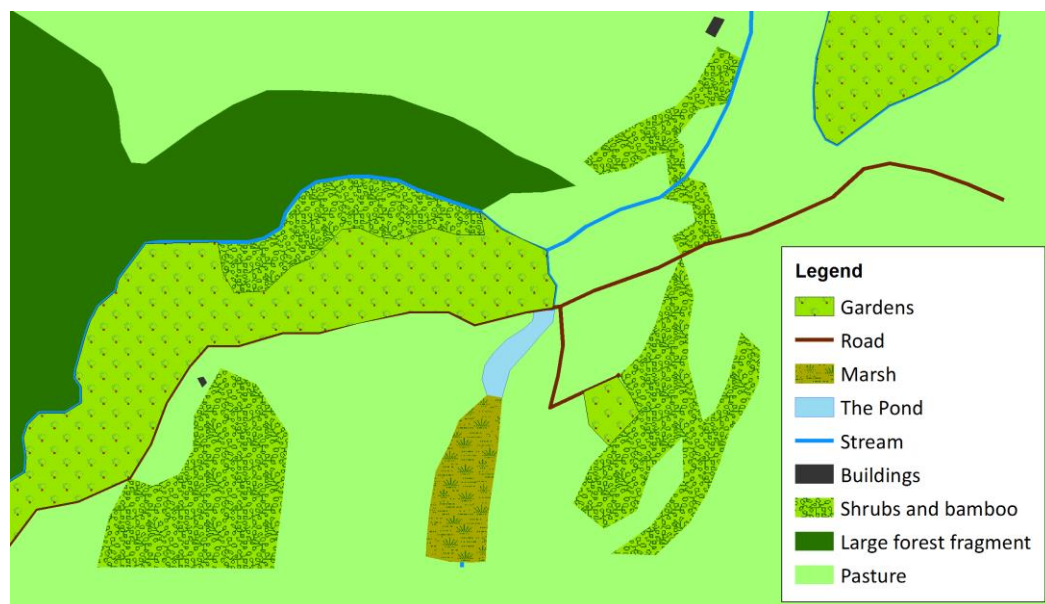 Legend
Gardens
Road
Marsh
The Pond
Stream
Buildings
Shrubs and bamboo
Large forest fragment
Pasture